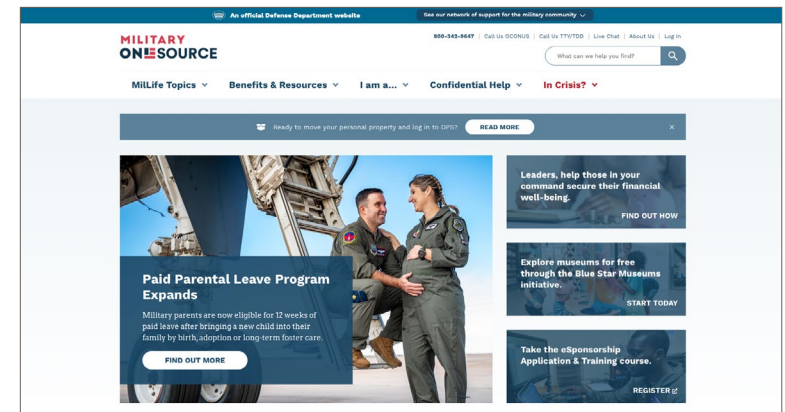 An official Defense Department website
See our network of support for the military community
MILITARY
ONESOURCE
800-342-9647 | Call Us OCONUS | Call Us TTY/TDD | Live Chat | About Us | Log In
What can we help you find?
MilLife Topics
Benefits & Resources
I am a...
Confidential Help
In Crisis?
Ready to move your personal property and log in to DPS?
READ MORE
×
Paid Parental Leave Program
Expands
Military parents are now eligible for 12 weeks of
paid leave after bringing a new child into their
family by birth, adoption or long-term foster care.
FIND OUT MORE
Leaders, help those in your
command secure their financial
well-being.
FIND OUT HOW
Explore museums for free
through the Blue Star Museums
initiative.
START TODAY
Take the eSponsorship
Application & Training course.
REGISTER